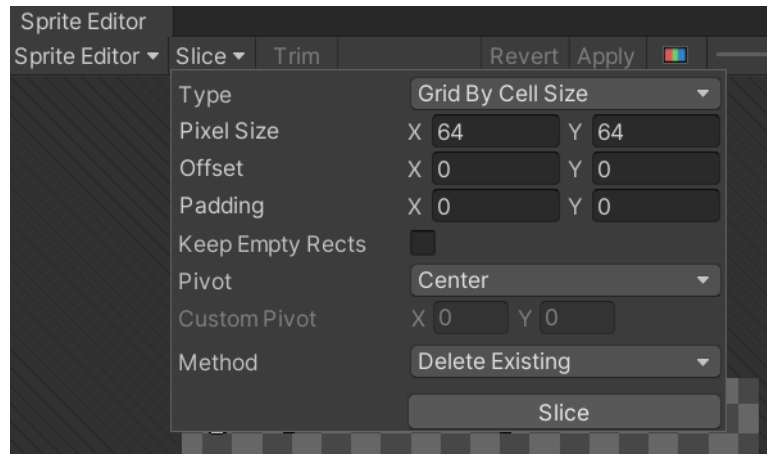 Sprite Editor
Sprite Editor Slice Trim Revert Apply
Type Grid By Cell Size
Pixel Size X 64 Y 64
Offset X 0 Y 0
Padding X 0 Y 0
Keep Empty Rects
Pivot Center
Custom Pivot X 0 Y 0
Method Delete Existing
Slice